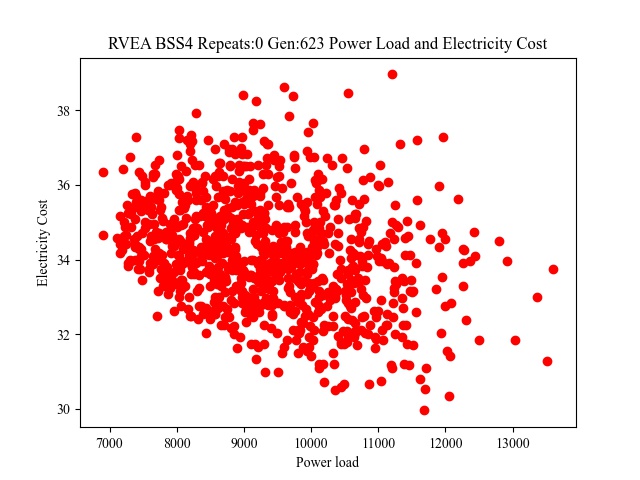 RVEA BSS4 Repeats:0 Gen:623 Power Load and Electricity Cost
38
36
34
32
30
Electricity Cost
7000 8000 9000 10000 11000 12000 13000
Power load